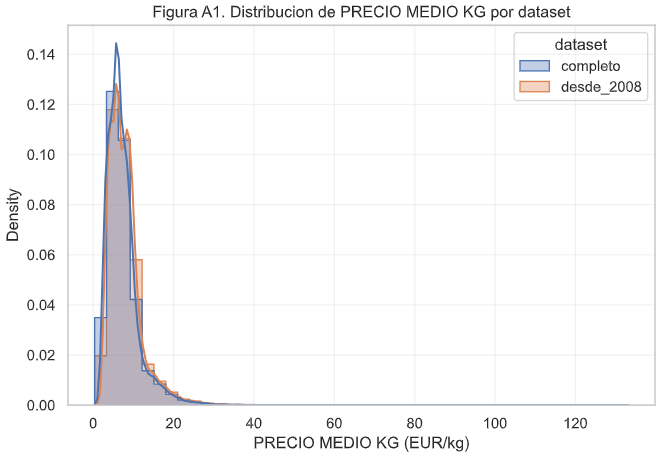 Figura A1. Distribucion de PRECIO MEDIO KG por dataset
dataset
completo
desde_2008
0.14
0.12
0.10
0.08
0.06
0.04
0.02
0.00
Density
0
20
40
60
80
100
120
PRECIO MEDIO KG (EUR/kg)